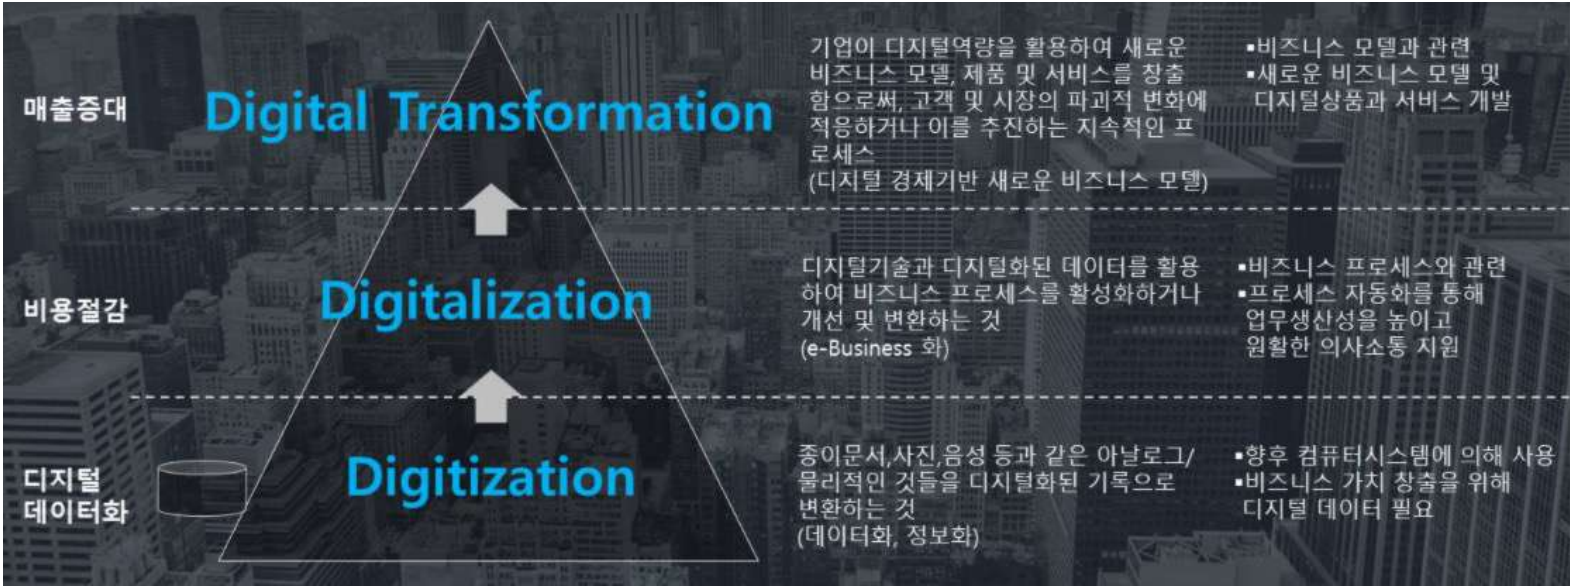 매출증대
Digital Transformation
기업이 디지털역량을 활용하여 새로운
비즈니스 모델, 제품 및 서비스를 창출
함으로써, 고객 및 시장의 파괴적 변화에
적응하거나 이를 추진하는 지속적인 프
로세스
(디지털 경제기반 새로운 비즈니스 모델)
▪비즈니스 모델과 관련
▪새로운 비즈니스 모델 및
디지털상품과 서비스 개발
비용절감
Digitalization
디지털기술과 디지털화된 데이터를 활용
하여 비즈니스 프로세스를 활성화하거나
개선 및 변환하는 것
(e-Business 화)
▪비즈니스 프로세스와 관련
▪프로세스 자동화를 통해
업무생산성을 높이고
원활한 의사소통 지원
디지털
데이터화
Digitization
종이문서,사진,음성 등과 같은 아날로그/
물리적인 것들을 디지털화된 기록으로
변환하는 것
(데이터화, 정보화)
▪향후 컴퓨터시스템에 의해 사용
▪비즈니스 가치 창출을 위해
디지털 데이터 필요